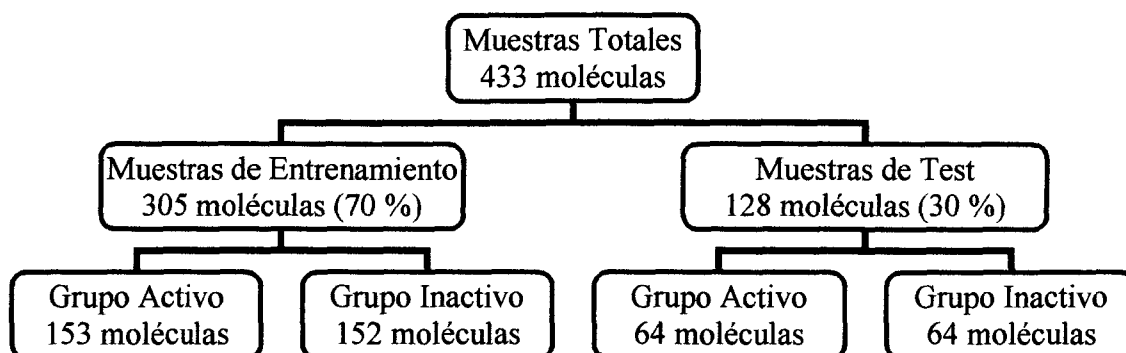 Muestras Totales
433 moléculas
Muestras de Entrenamiento
305 moléculas (70 %)
Muestras de Test
128 moléculas (30 %)
Grupo Activo
153 moléculas
Grupo Inactivo
152 moléculas
Grupo Activo
64 moléculas
Grupo Inactivo
64 moléculas